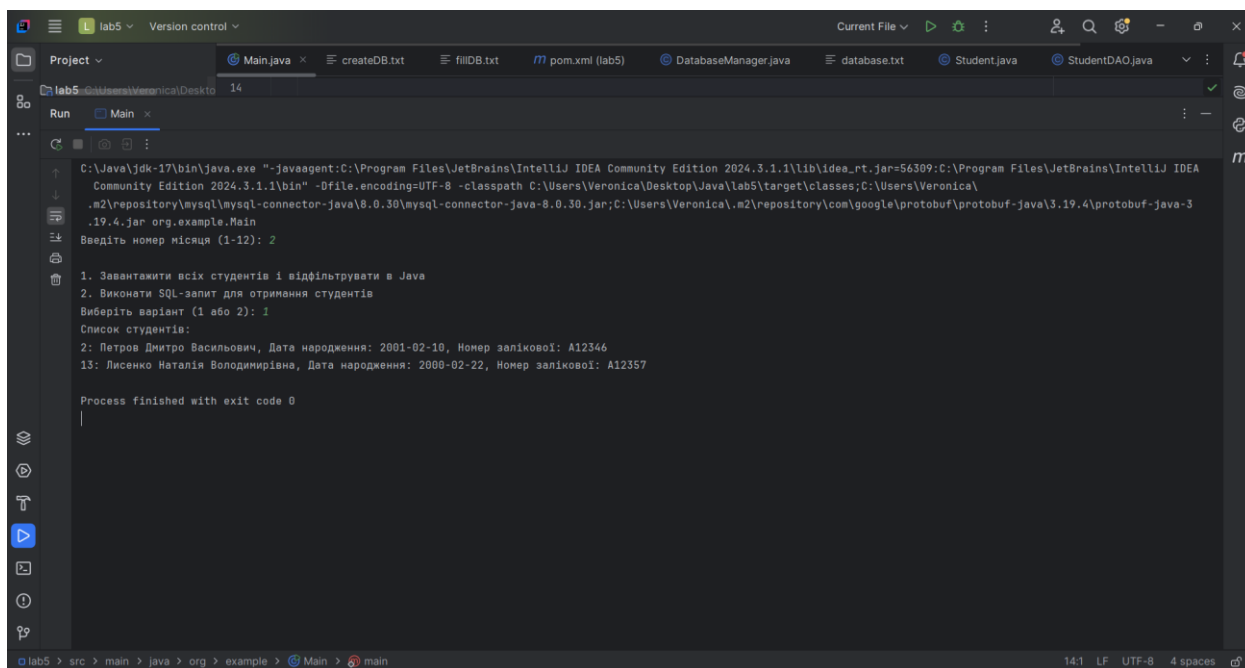 L lab5 Version control Current File
Project Main.java createDB.txt fillDB.txt m pom.xml (lab5) DatabaseManager.java database.txt Student.java StudentDAO.java
lab5 C:\Users\Veronica\Deskto 14
Run Main
C:\Java\jdk-17\bin\java.exe "-javaagent:C:\Program Files\JetBrains\IntelliJ IDEA Community Edition 2024.3.1.1\lib\idea_rt.jar=56309:C:\Program Files\JetBrains\IntelliJ IDEA
Community Edition 2024.3.1.1\bin" -Dfile.encoding=UTF-8 -classpath C:\Users\Veronica\Desktop\Java\lab5\target\classes;C:\Users\Veronica\
.m2\repository\mysql\mysql-connector-java\8.0.30\mysql-connector-java-8.0.30.jar;C:\Users\Veronica\.m2\repository\com\google\protobuf\protobuf-java\3.19.4\protobuf-java-3
.19.4.jar org.example.Main
Введіть номер місяця (1-12): 2
1. Завантажити всіх студентів і відфільтрувати в Java
2. Виконати SQL-запит для отримання студентів
Виберіть варіант (1 або 2): 1
Список студентів:
2: Петров Дмитро Васильович, Дата народження: 2001-02-10, Номер залікової: A12346
13: Лисенко Наталія Володимирівна, Дата народження: 2000-02-22, Номер залікової: A12357
Process finished with exit code 0
lab5 > src > main > java > org > example > Main > main 14:1 LF UTF-8 4 spaces